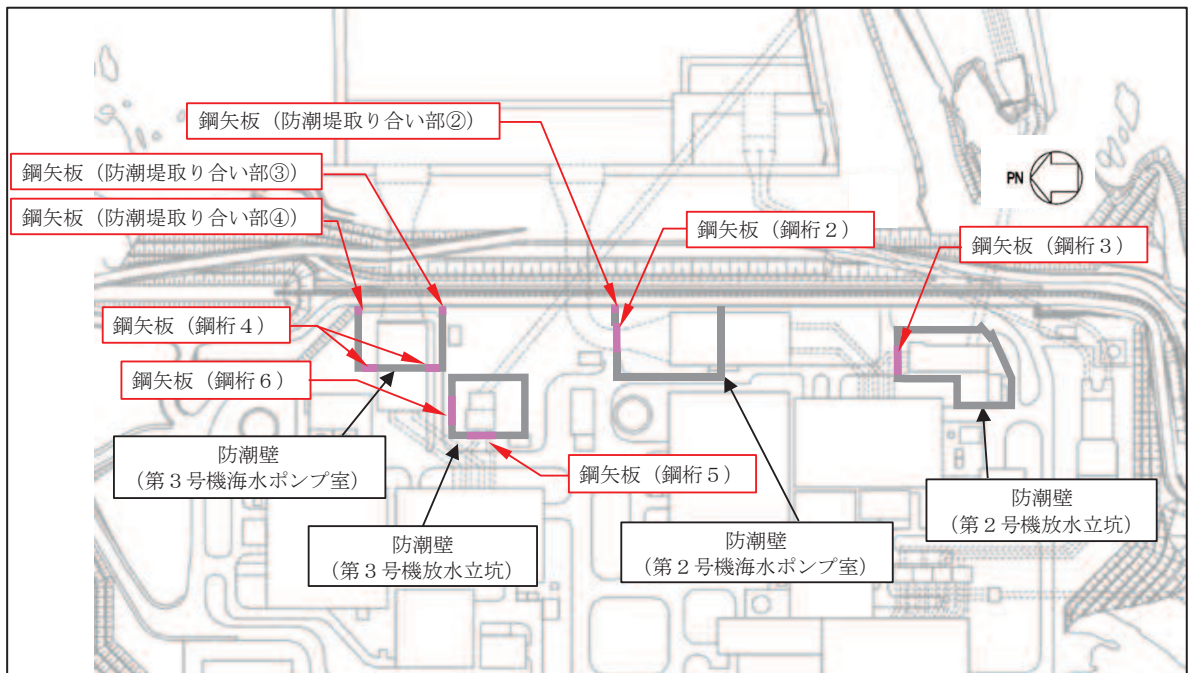 鋼矢板（防潮堤取り合い部②）
鋼矢板（防潮堤取り合い部③）
鋼矢板（防潮堤取り合い部④）
鋼矢板（鋼桁２）
鋼矢板（鋼桁３）
PN
鋼矢板（鋼桁４）
鋼矢板（鋼桁６）
防潮壁
（第３号機海水ポンプ室）
鋼矢板（鋼桁５）
防潮壁
（第３号機放水立坑）
防潮壁
（第２号機海水ポンプ室）
防潮壁
（第２号機放水立坑）